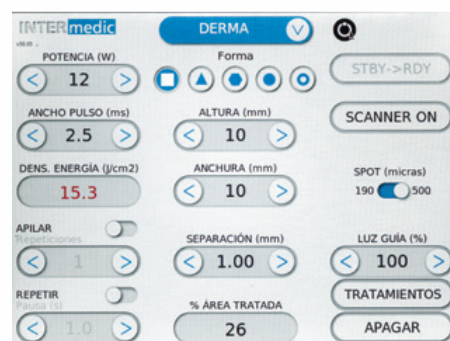 INTERmedic
DERMA
POTENCIA (W)
12
Forma
STBY->RDY
ANCHO PULSO (ms)
2.5
ALTURA (mm)
10
SCANNER ON
DENS. ENERGÍA (J/cm2)
15.3
ANCHURA (mm)
10
SPOT (micras)
190 500
APILAR
Repeticiones
1
SEPARACIÓN (mm)
1.00
LUZ GUÍA (%)
100
REPETIR
Pausa (s)
1.0
% ÁREA TRATADA
26
TRATAMIENTOS
APAGAR